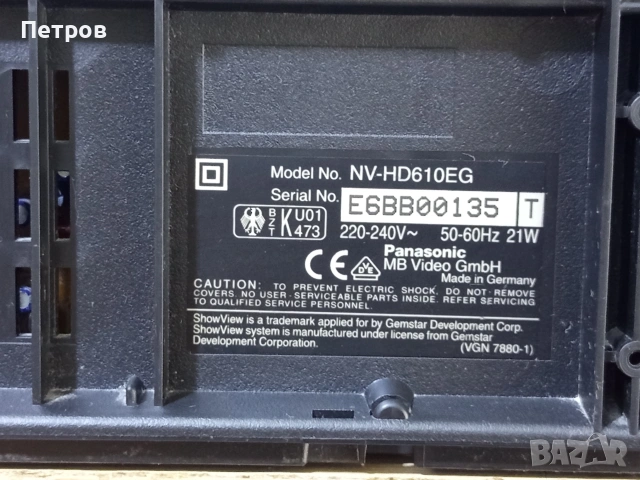 Петров
Model No. NV-HD610EG
Serial No. E6BB00135 T
BZT K U01 473
220-240V~ 50-60Hz 21W
Panasonic
CE VDE MB Video GmbH
Made in Germany
CAUTION: TO PREVENT ELECTRIC SHOCK, DO NOT REMOVE
COVERS. NO USER-SERVICEABLE PARTS INSIDE. REFER SERVICING
TO QUALIFIED SERVICE PERSONNEL.
ShowView is a trademark applied for by Gemstar Development Corp.
ShowView system is manufactured under license from Gemstar
Development Corporation. (VGN 7880-1)
BAZAR